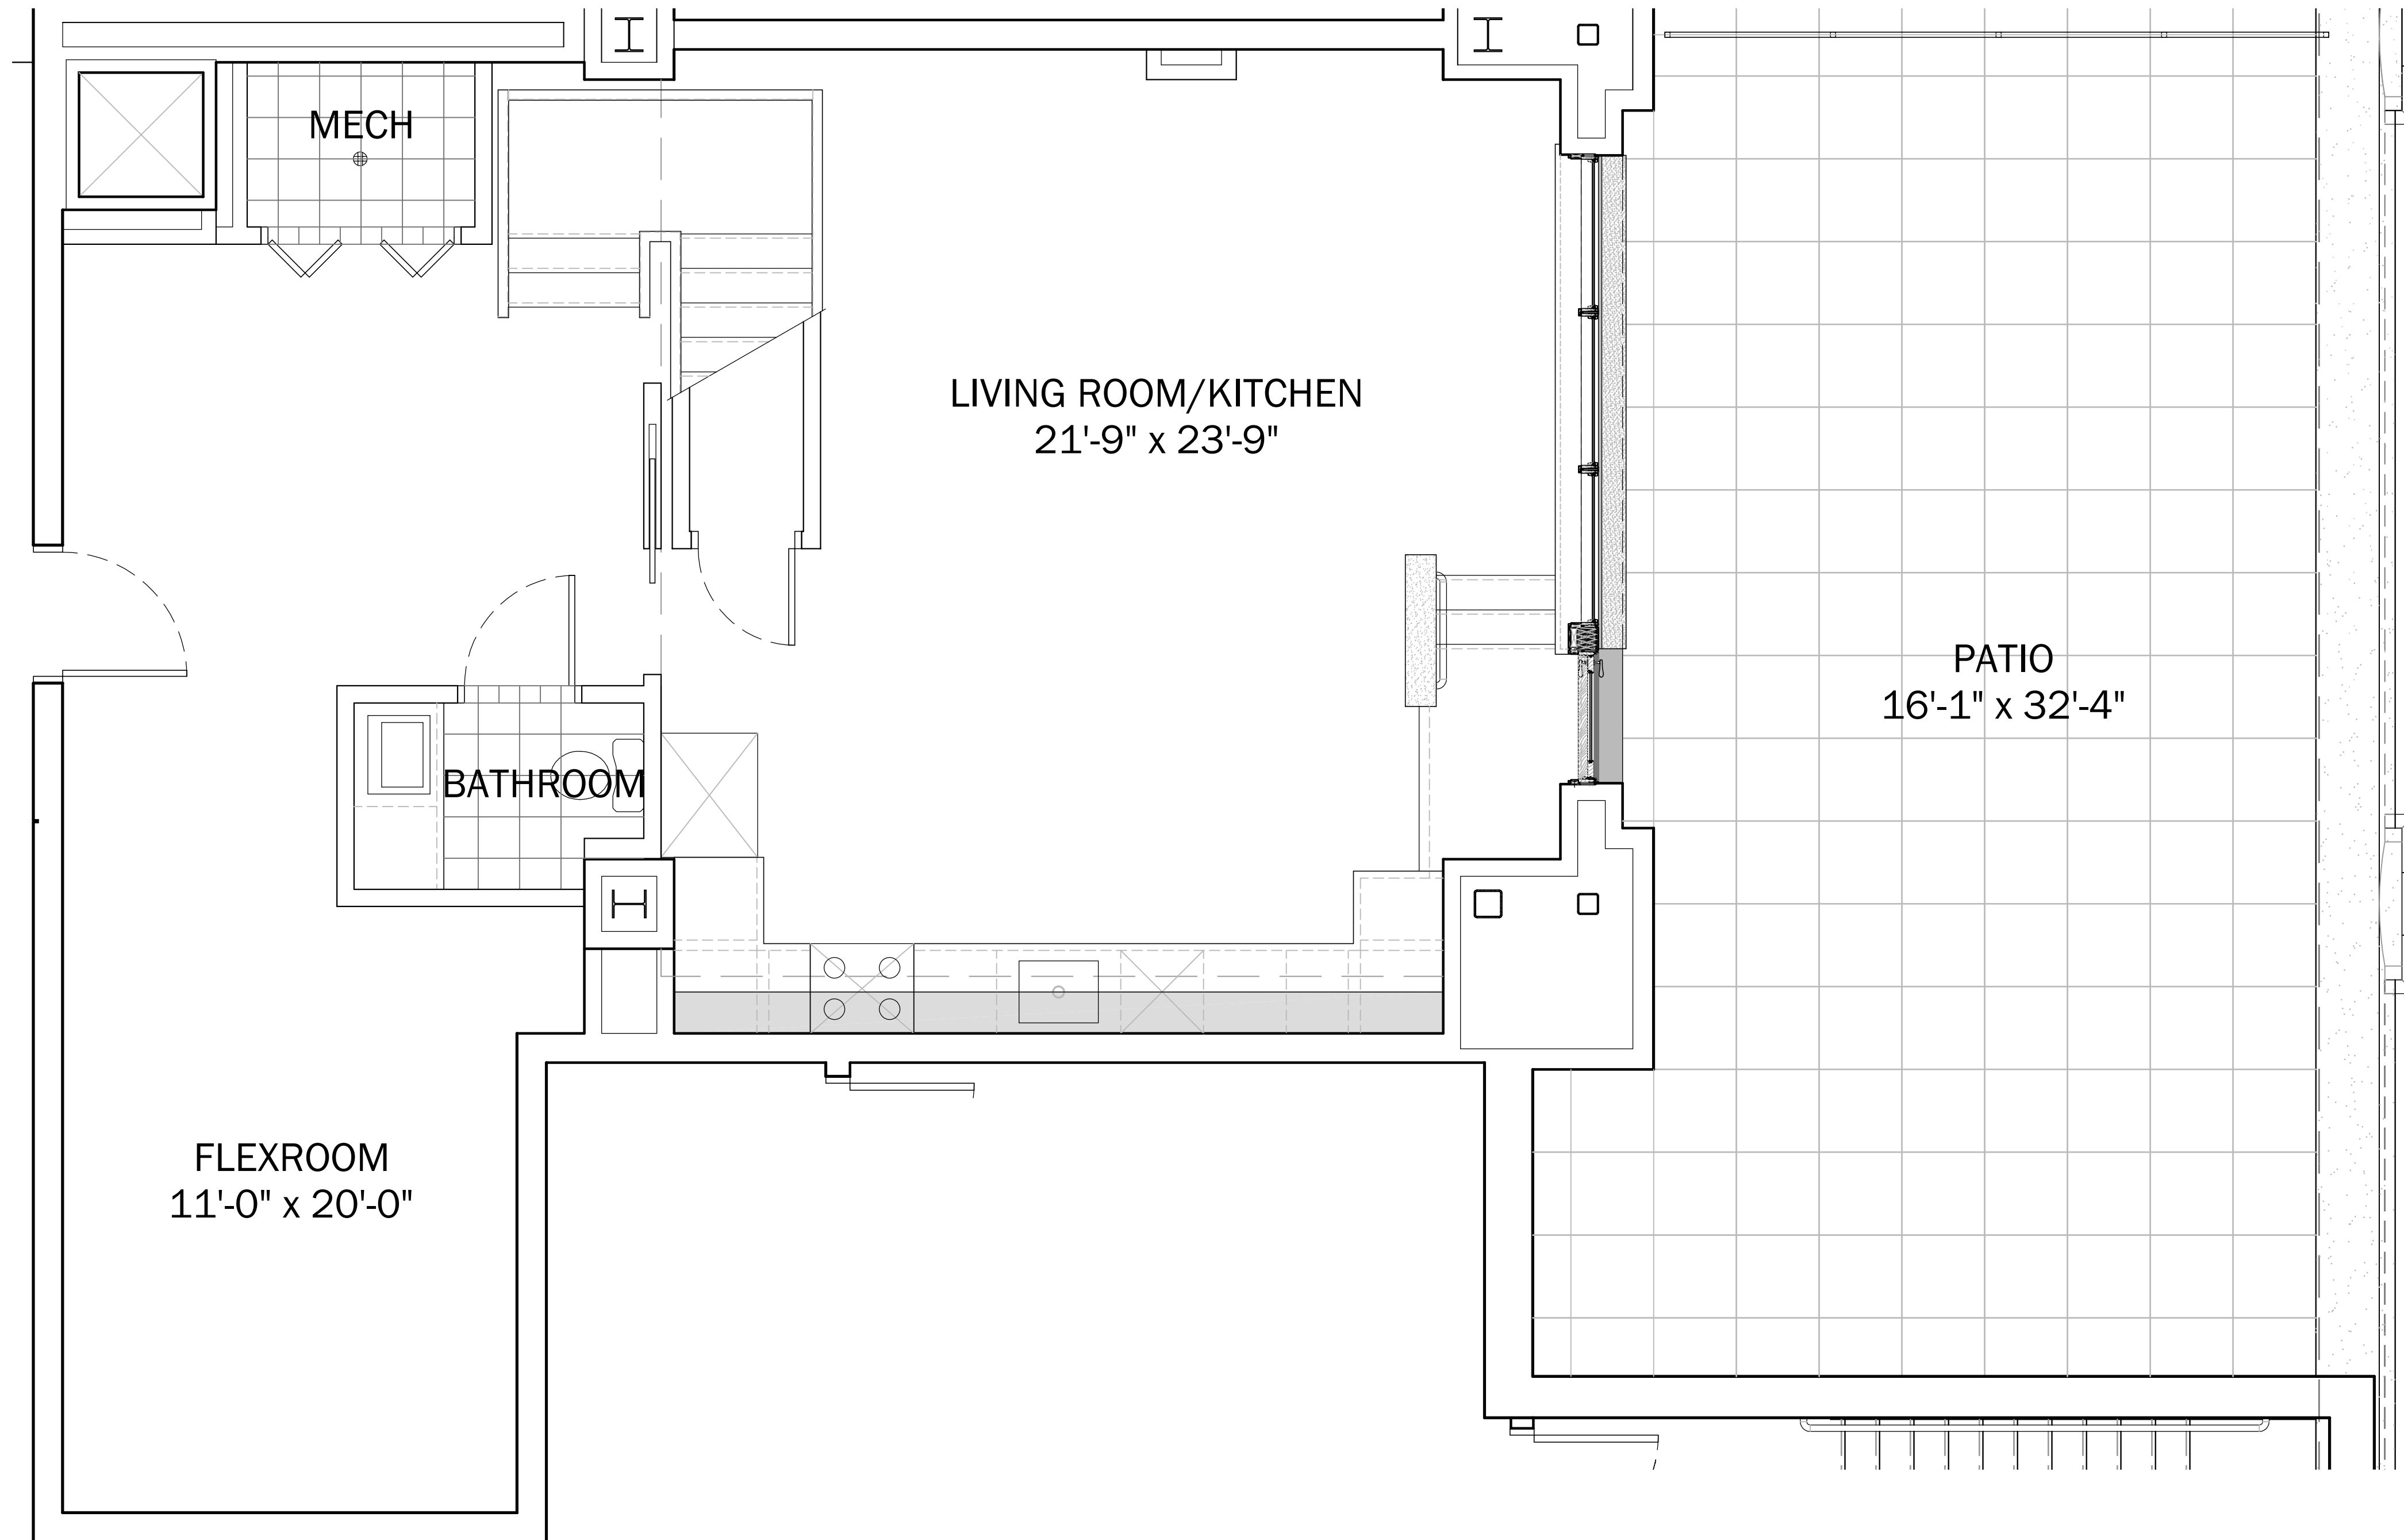 MECH
LIVING ROOM/KITCHEN
21'-9" x 23'-9"
PATIO
16'-1" x 32'-4"
BATHROOM
FLEXROOM
11'-0" x 20'-0"